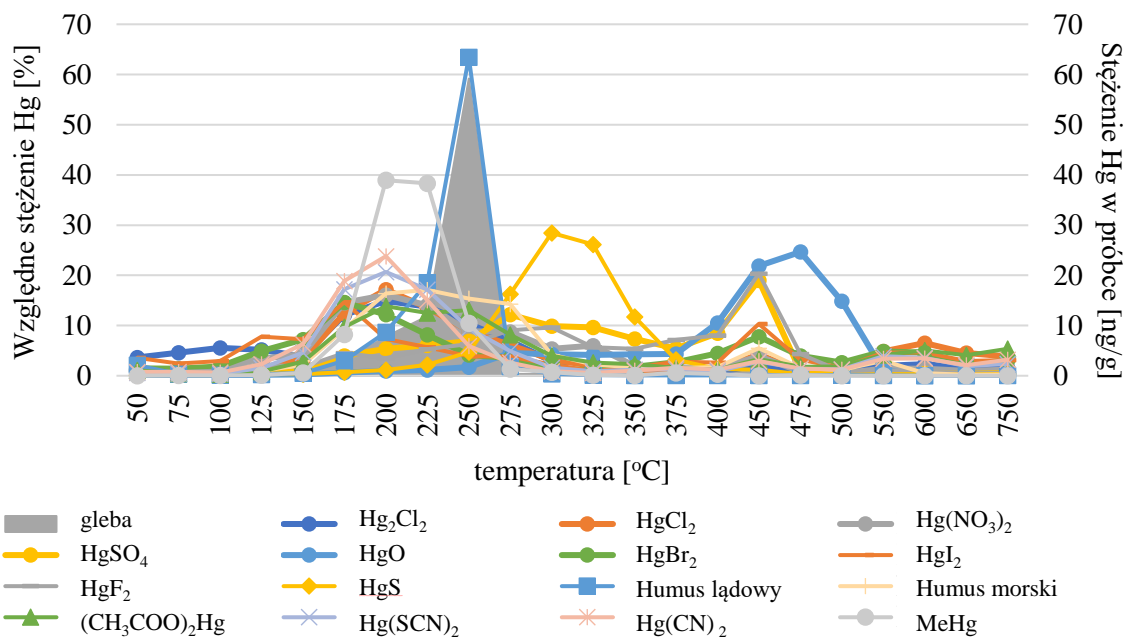 Względne stężenie Hg [%]
70
60
50
40
30
20
10
0
70
60
50
40
30
20
10
0
Stężenie Hg w próbce [ng/g]
50 75 100 125 150 175 200 225 250 275 300 325 350 375 400 450 475 500 550 600 650 750
temperatura [°C]
gleba Hg₂Cl₂ HgCl₂ Hg(NO₃)₂
HgSO₄ HgO HgBr₂ HgI₂
HgF₂ HgS Humus lądowy Humus morski
(CH₃COO)₂Hg Hg(SCN)₂ Hg(CN)₂ MeHg